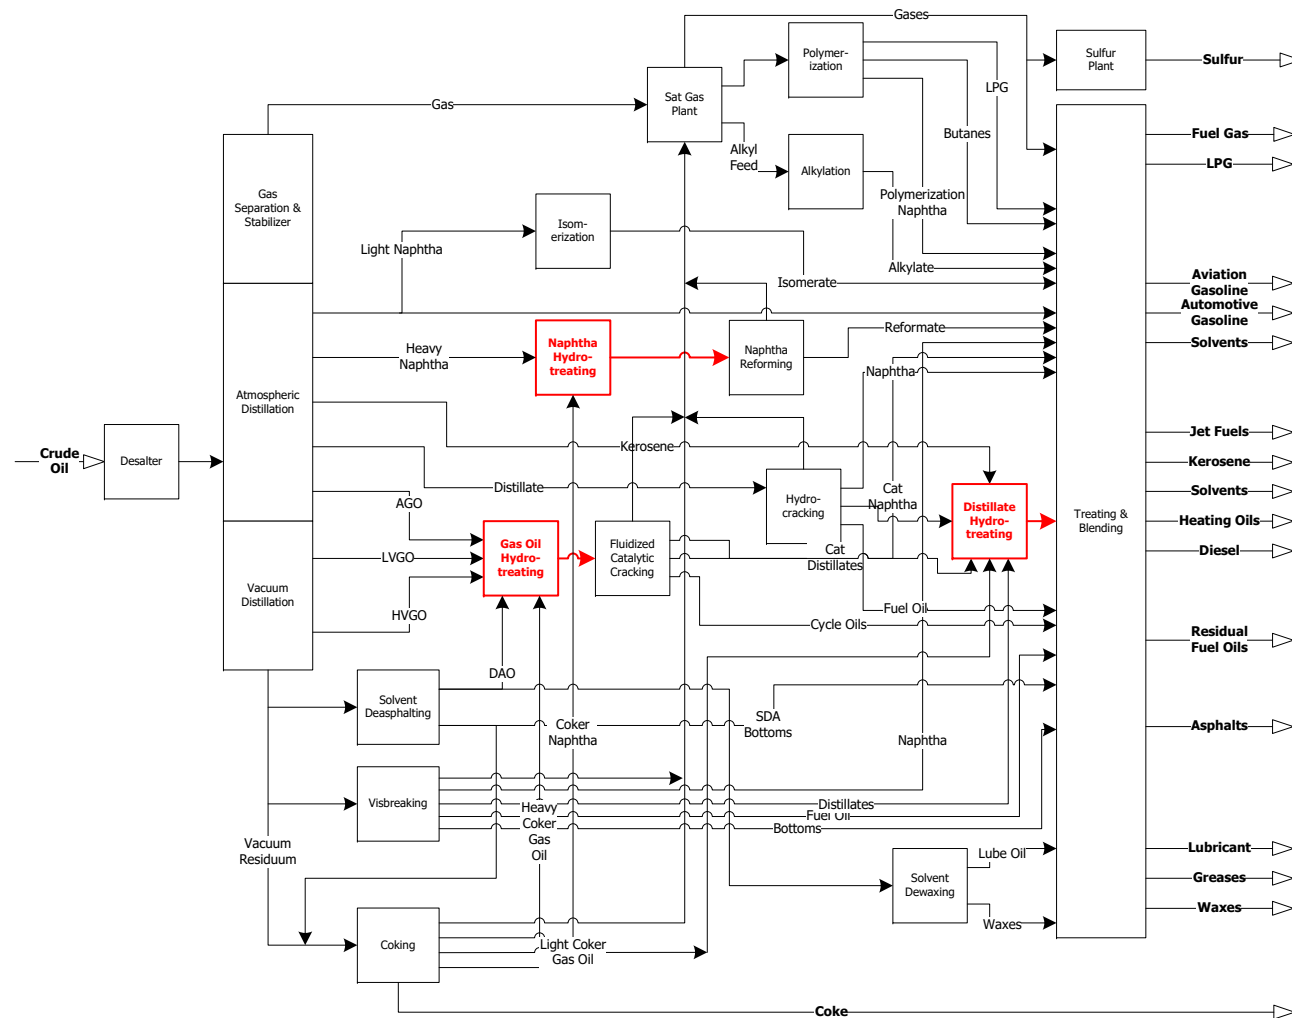 Gases
Polymer-
ization
Sulfur
Plant
Sulfur
LPG
Gas
Sat Gas
Plant
Butanes
Fuel Gas
LPG
Alkyl
Feed
Alkylation
Polymerization
Naphtha
Gas
Separation &
Stabilizer
Isom-
erization
Light Naphtha
Alkylate
Isomerate
Aviation
Gasoline
Automotive
Gasoline
Solvents
Naphtha
Hydro-
treating
Heavy
Naphtha
Naphtha
Reforming
Reformate
Naphtha
Atmospheric
Distillation
Crude
Oil
Desalter
Kerosene
Jet Fuels
Kerosene
Solvents
Heating Oils
Diesel
Distillate
AGO
Hydro-
cracking
Cat
Naphtha
Distillate
Hydro-
treating
Treating &
Blending
Gas Oil
Hydro-
treating
Fluidized
Catalytic
Cracking
Cat
Distillates
LVGO
Vacuum
Distillation
HVGO
Fuel Oil
Cycle Oils
Residual
Fuel Oils
DAO
Solvent
Deasphalting
Coker
Naphtha
SDA
Bottoms
Naphtha
Asphalts
Visbreaking
Heavy
Coker
Gas
Oil
Distillates
Fuel Oil
Bottoms
Vacuum
Residuum
Solvent
Dewaxing
Lube Oil
Waxes
Lubricant
Greases
Waxes
Coking
Light Coker
Gas Oil
Coke